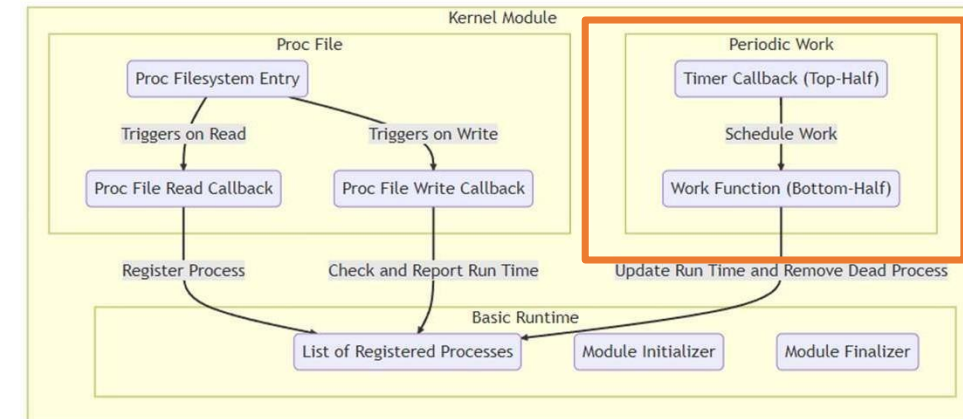 Kernel Module
Proc File
Periodic Work
Proc Filesystem Entry
Timer Callback (Top-Half)
Triggers on Read
Triggers on Write
Schedule Work
Proc File Read Callback
Proc File Write Callback
Work Function (Bottom-Half)
Register Process
Check and Report Run Time
Update Run Time and Remove Dead Process
Basic Runtime
List of Registered Processes
Module Initializer
Module Finalizer